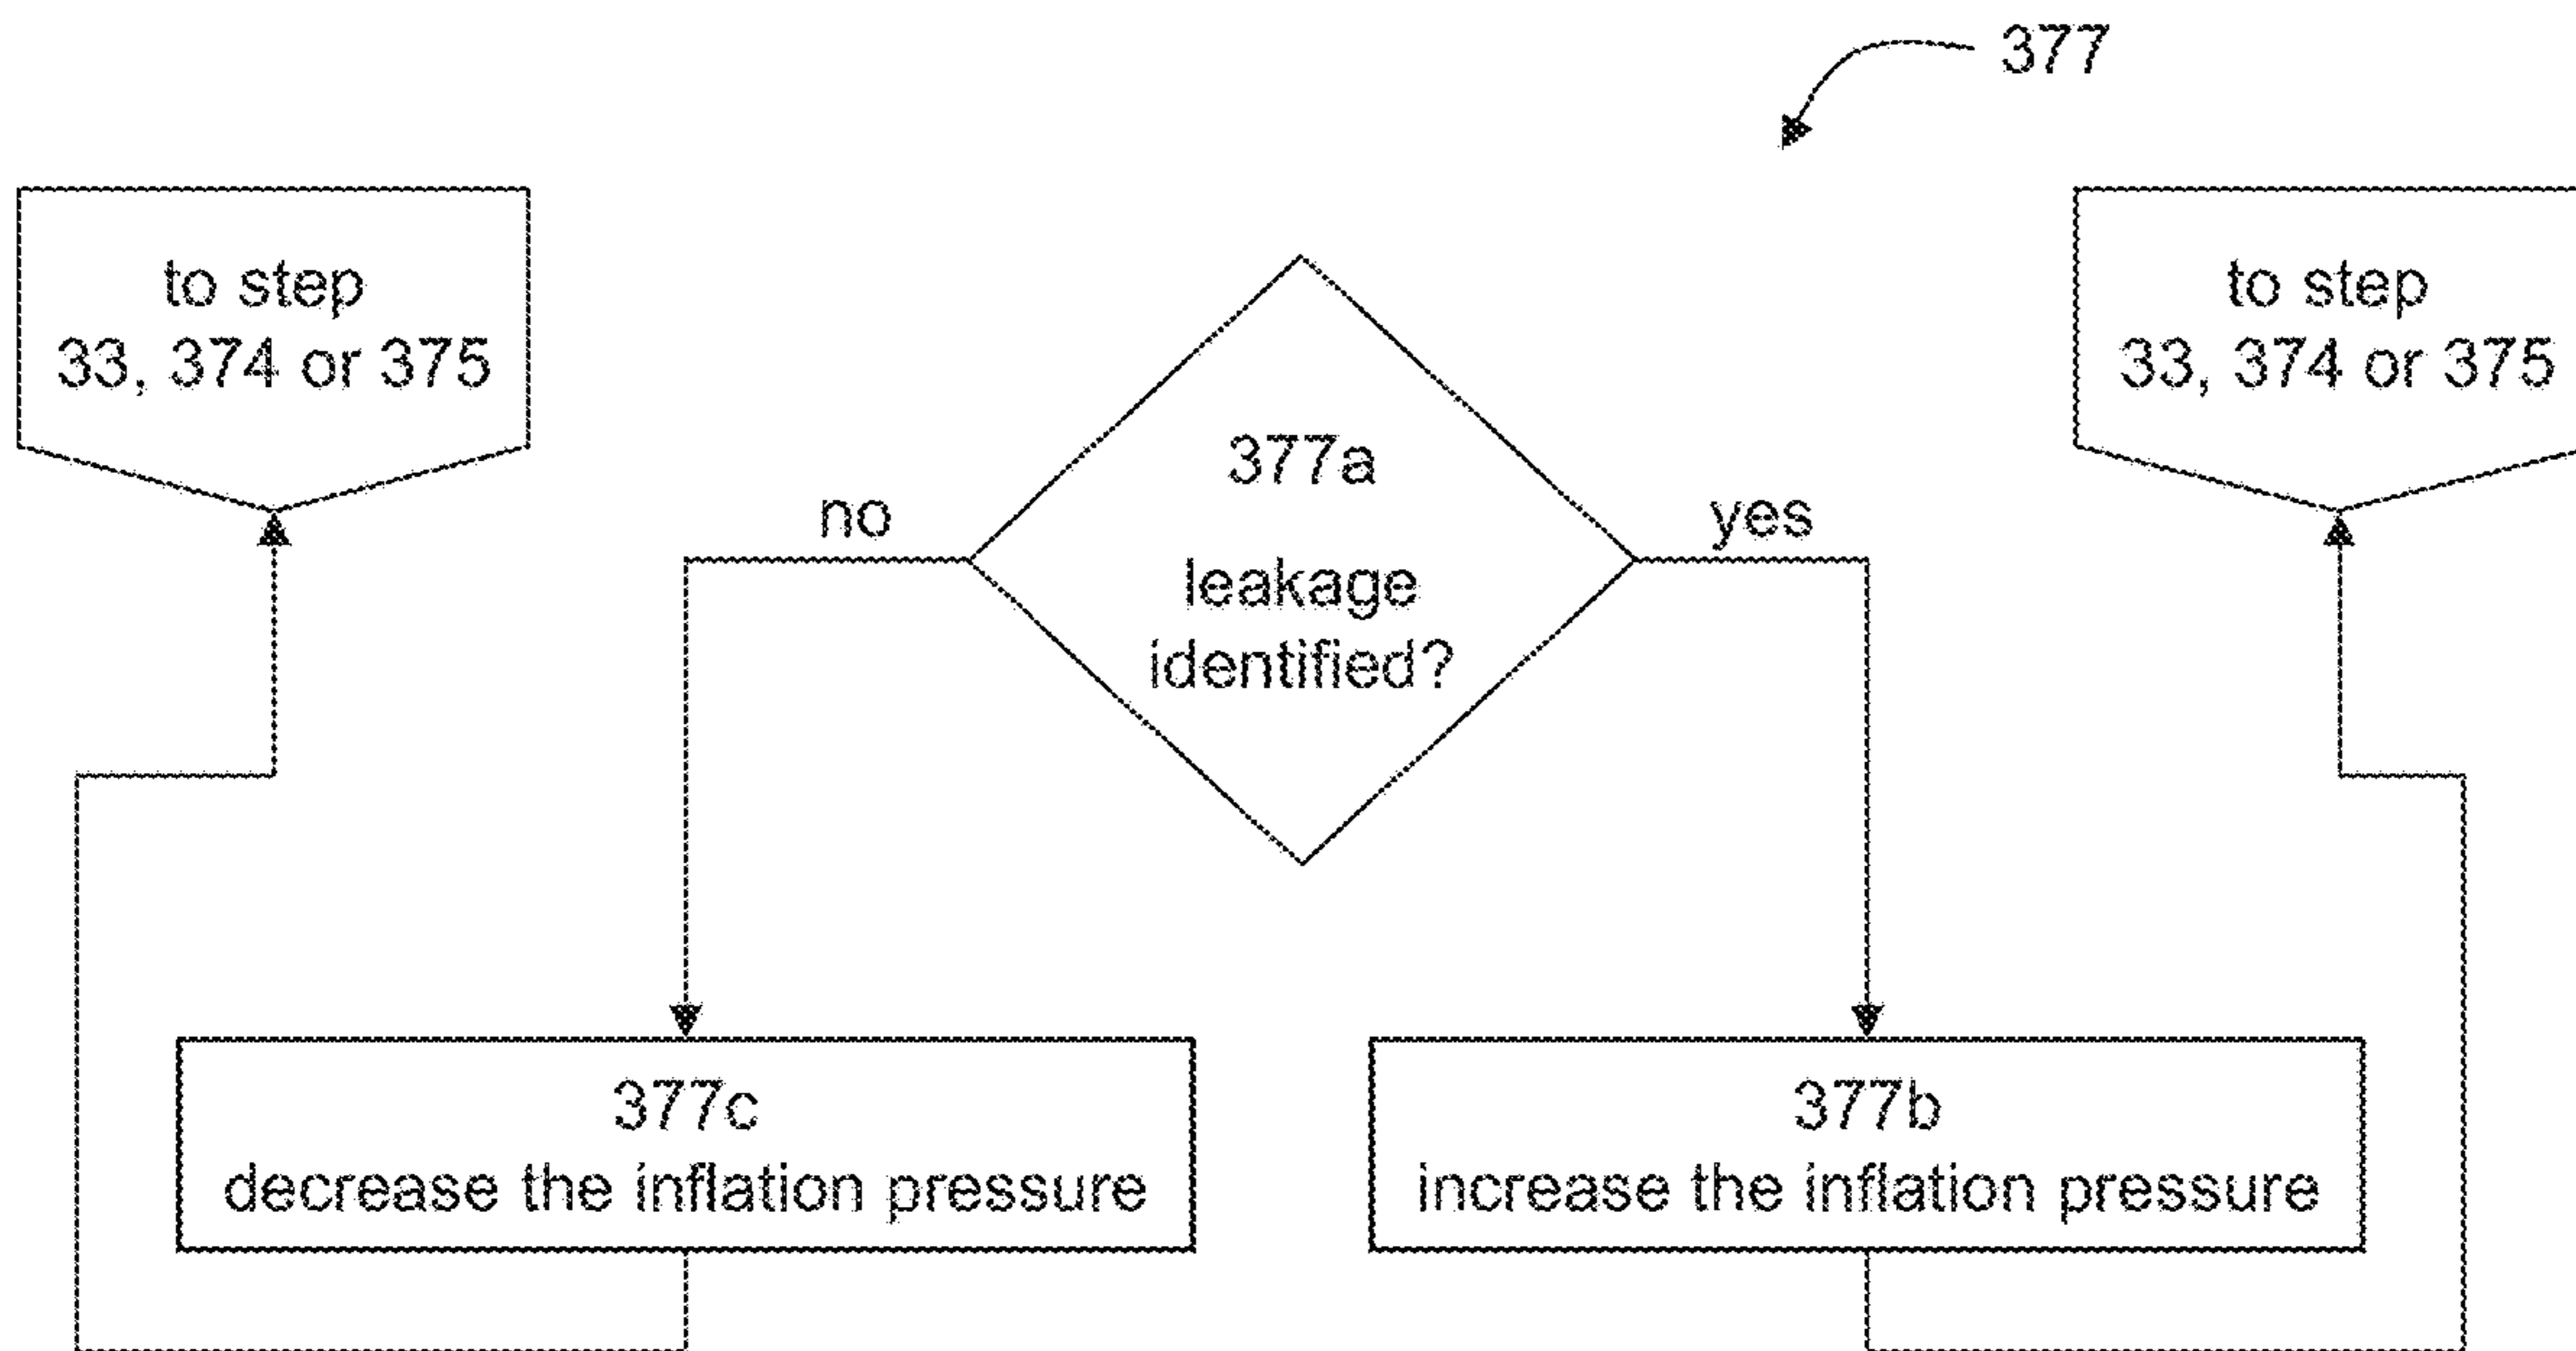 377
to step
33, 374 or 375
to step
33, 374 or 375
377a
leakage
identified?
no
yes
377c
decrease the inflation pressure
377b
increase the inflation pressure